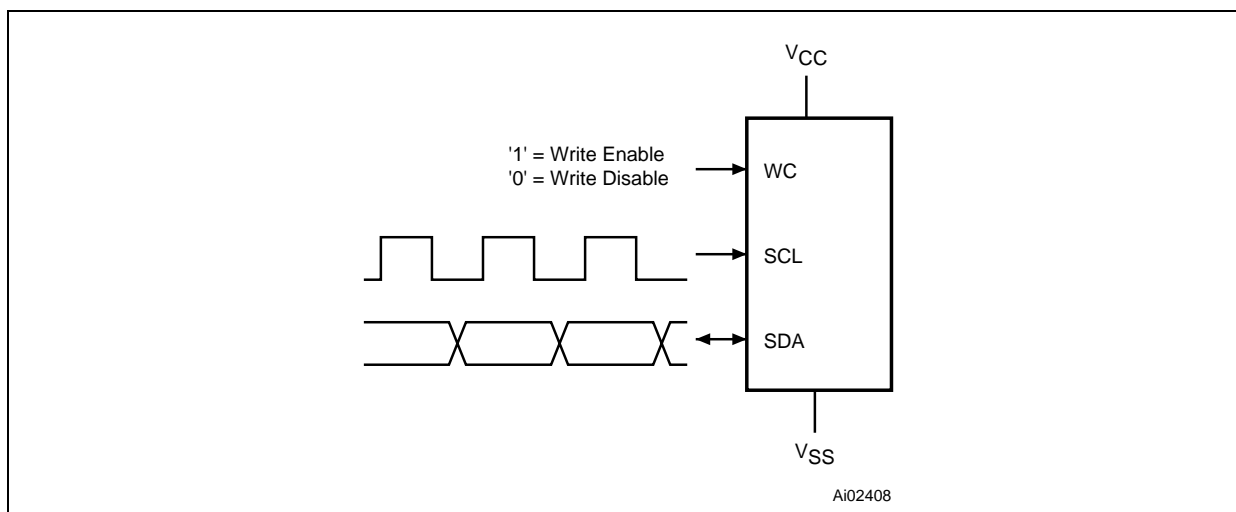 VCC
'1' = Write Enable
'0' = Write Disable
WC
SCL
SDA
VSS
Ai02408